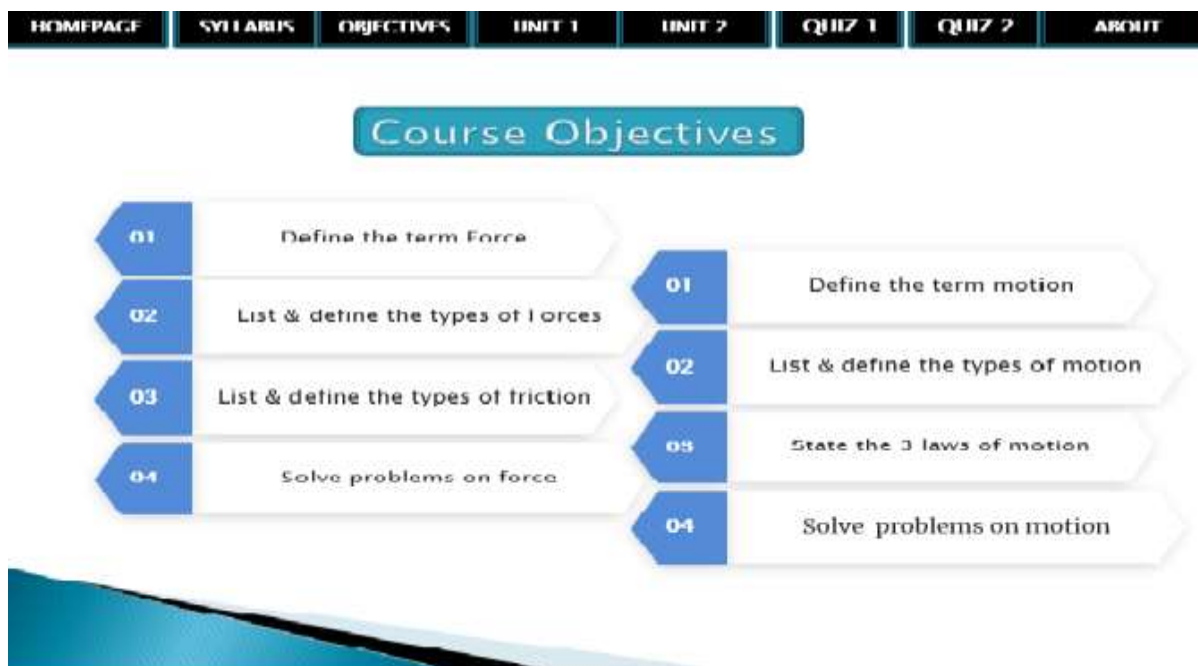 HOMEPAGE SYLLABUS OBJECTIVES UNIT 1 UNIT 2 QUIZ 1 QUIZ 2 ABOUT
Course Objectives
01 Define the term Force
02 List & define the types of Forces
03 List & define the types of friction
04 Solve problems on force
01 Define the term motion
02 List & define the types of motion
03 State the 3 laws of motion
04 Solve problems on motion